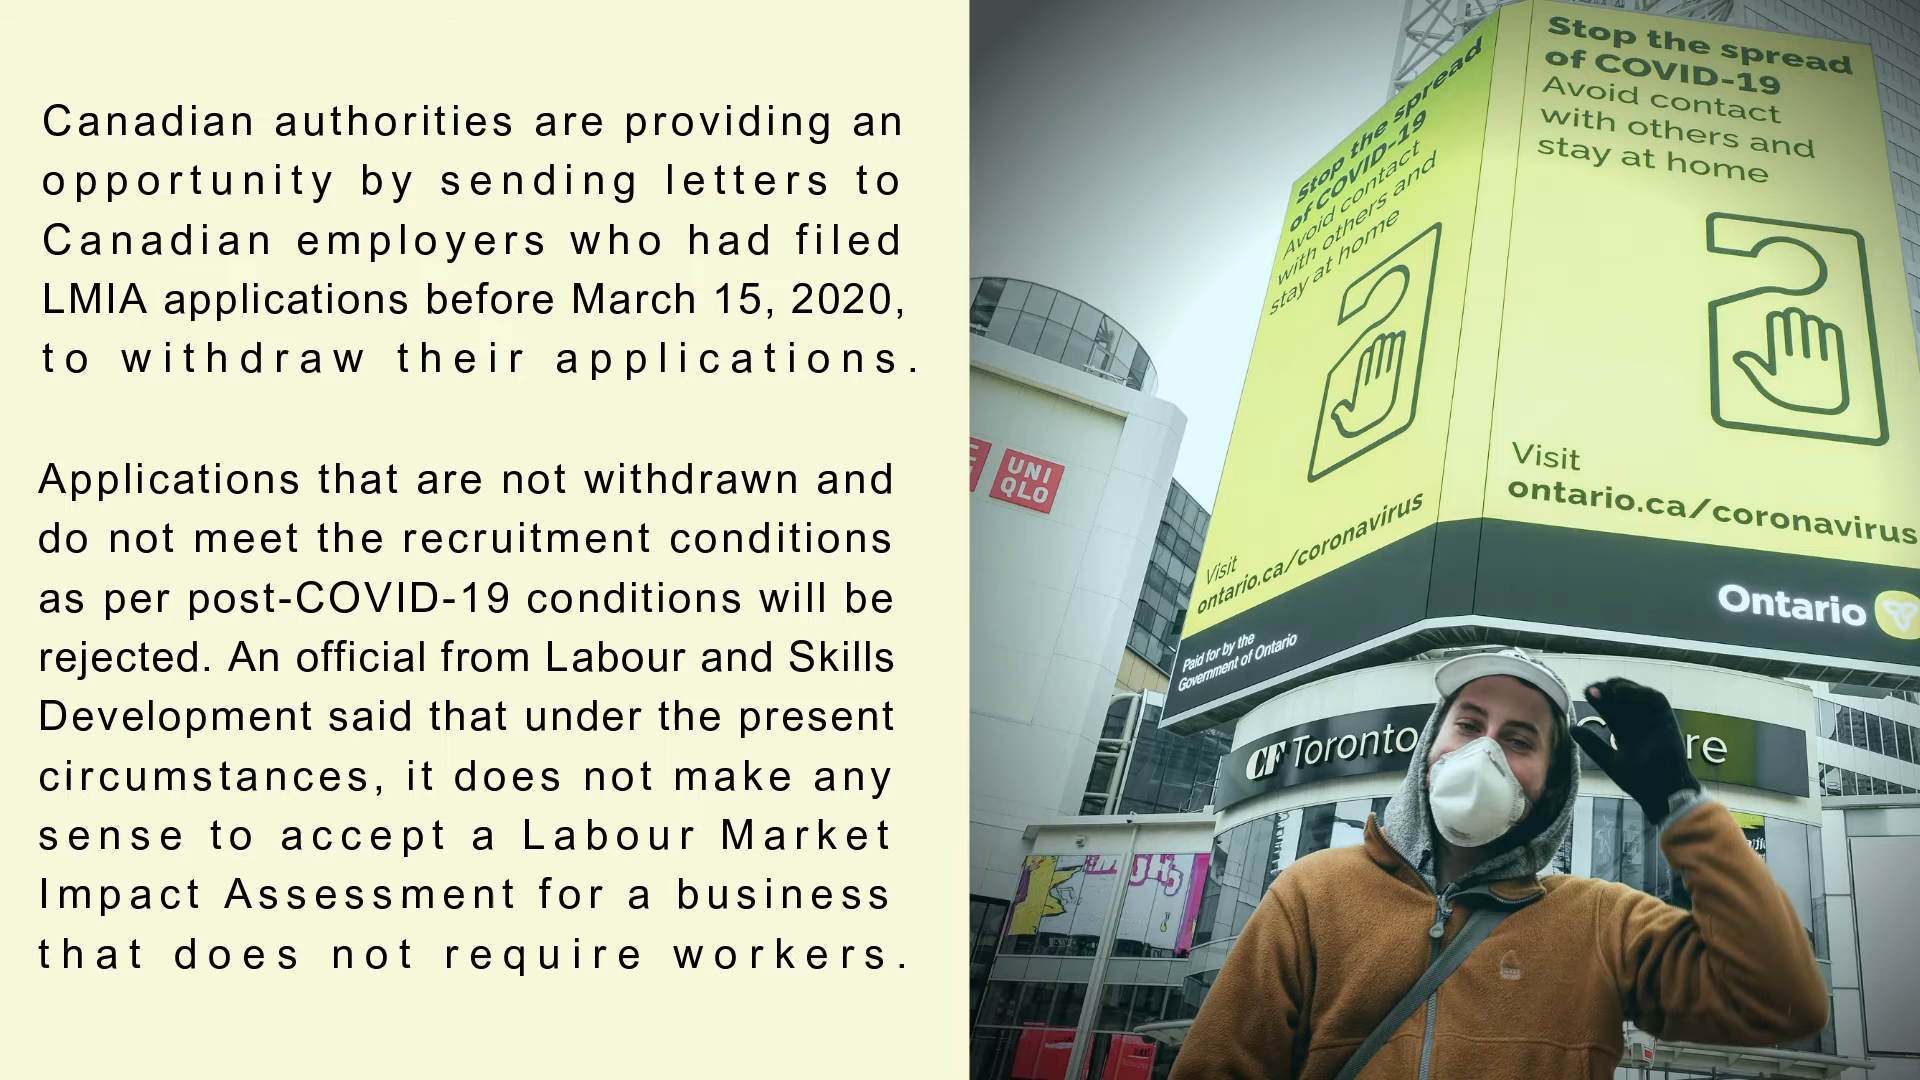 Canadian authorities are providing an
opportunity by sending letters to
Canadian employers who had filed
LMIA applications before March 15, 2020,
to withdraw their applications.
Applications that are not withdrawn and
do not meet the recruitment conditions
as per post-COVID-19 conditions will be
rejected. An official from Labour and Skills
Development said that under the present
circumstances, it does not make any
sense to accept a Labour Market
Impact Assessment for a business
that does not require workers.
Stop the spread
of COVID-19
Avoid contact
with others and
stay at home
Visit
ontario.ca/coronavirus
Paid for by the
Government of Ontario
Stop the spread
of COVID-19
Avoid contact
with others and
stay at home
Visit
ontario.ca/coronavirus
Ontario
UNI
QLO
CF Toronto